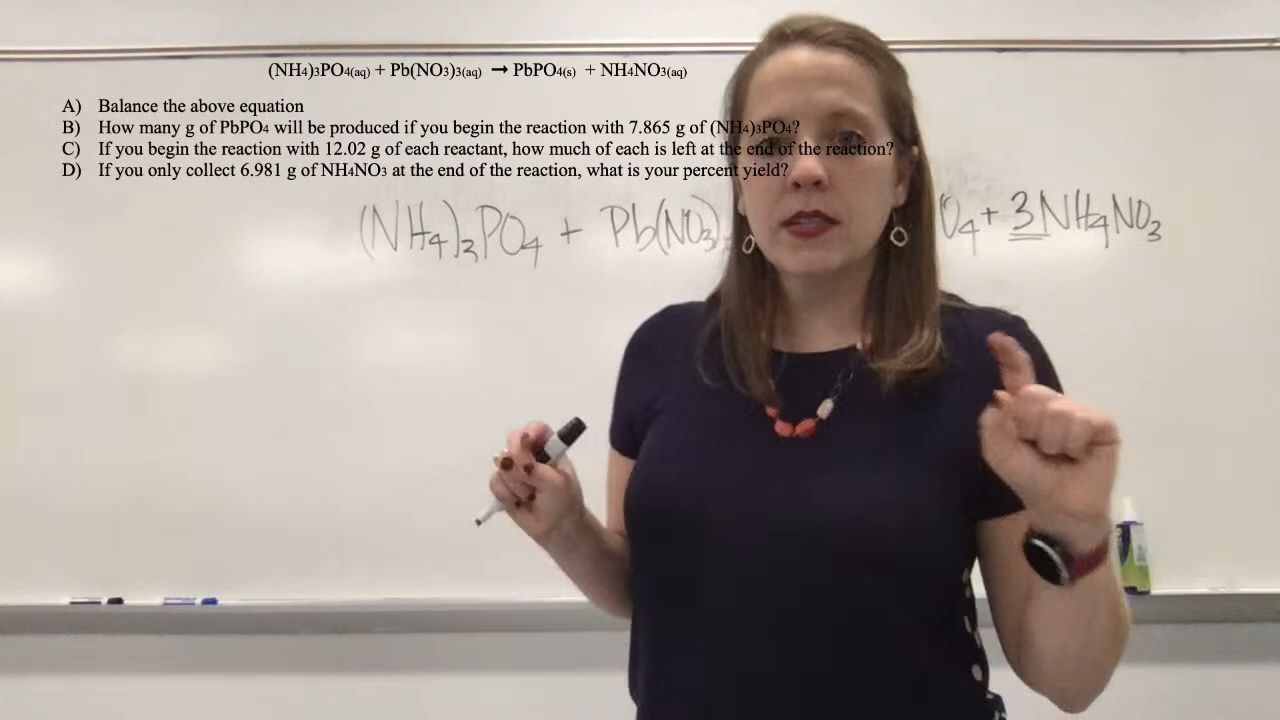 (NH4)3PO4(aq) + Pb(NO3)3(aq) → PbPO4(s) + NH4NO3(aq)
A) Balance the above equation
B) How many g of PbPO4 will be produced if you begin the reaction with 7.865 g of (NH4)3PO4?
C) If you begin the reaction with 12.02 g of each reactant, how much of each is left at the end of the reaction?
D) If you only collect 6.981 g of NH4NO3 at the end of the reaction, what is your percent yield?
(NH4)3PO4 + Pb(NO3) O4 + 3NH4NO3